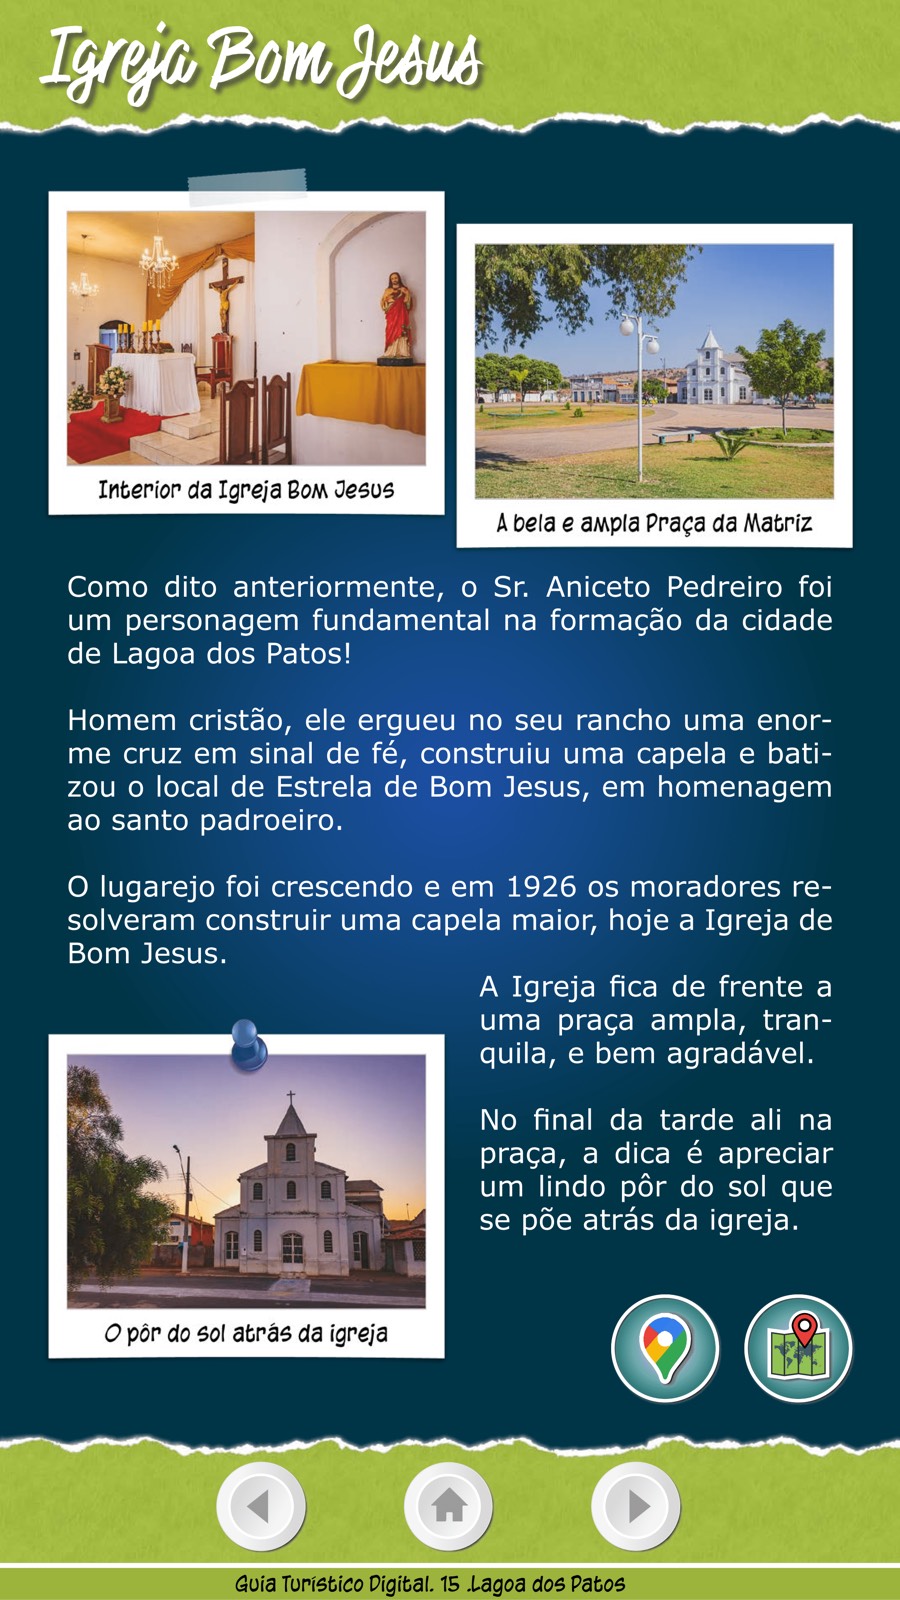 Igreja Bom Jesus
Interior da Igreja Bom Jesus
A bela e ampla Praça da Matriz
Como dito anteriormente, o Sr. Aniceto Pedreiro foi
um personagem fundamental na formação da cidade
de Lagoa dos Patos!
Homem cristão, ele ergueu no seu rancho uma enor-
me cruz em sinal de fé, construiu uma capela e bati-
zou o local de Estrela de Bom Jesus, em homenagem
ao santo padroeiro.
O lugarejo foi crescendo e em 1926 os moradores re-
solveram construir uma capela maior, hoje a Igreja de
Bom Jesus.
A Igreja fica de frente a
uma praça ampla, tran-
quila, e bem agradável.
No final da tarde ali na
praça, a dica é apreciar
um lindo pôr do sol que
se põe atrás da igreja.
O pôr do sol atrás da igreja
Guia Turístico Digital. 15 .Lagoa dos Patos